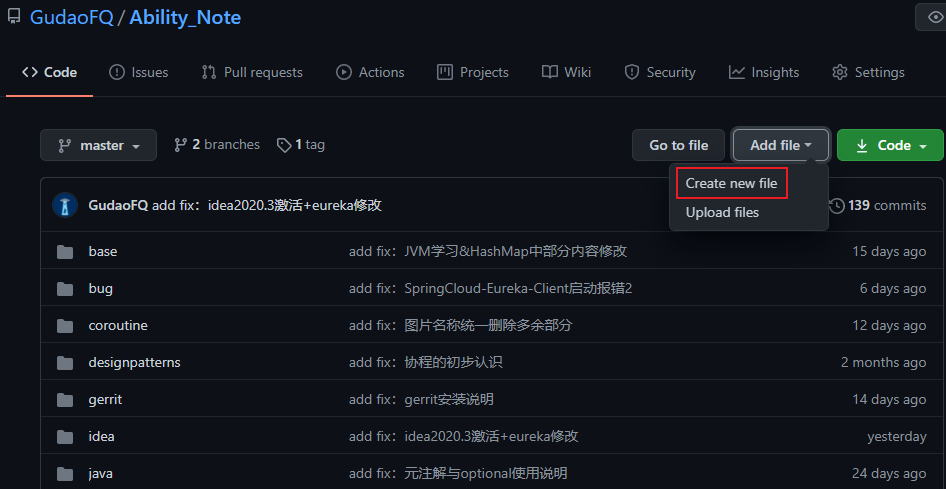 GudaoFQ / Ability_Note
Code Issues Pull requests Actions Projects Wiki Security Insights Settings
master 2 branches 1 tag Go to file Add file Code
Create new file
Upload files
GudaoFQ add fix：idea2020.3激活+eureka修改 139 commits
base add fix：JVM学习&HashMap中部分内容修改 15 days ago
bug add fix：SpringCloud-Eureka-Client启动报错2 6 days ago
coroutine add fix：图片名称统一删除多余部分 12 days ago
designpatterns add fix：协程的初步认识 2 months ago
gerrit add fix：gerrit安装说明 14 days ago
idea add fix：idea2020.3激活+eureka修改 yesterday
java add fix：元注解与optional使用说明 24 days ago